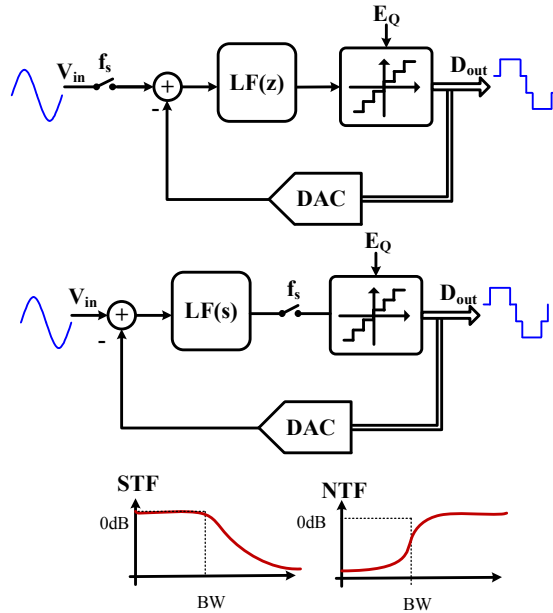 E_Q
V_in
f_s
+
-
LF(z)
D_out
DAC
E_Q
V_in
+
-
LF(s)
f_s
D_out
DAC
STF
0dB
BW
NTF
0dB
BW